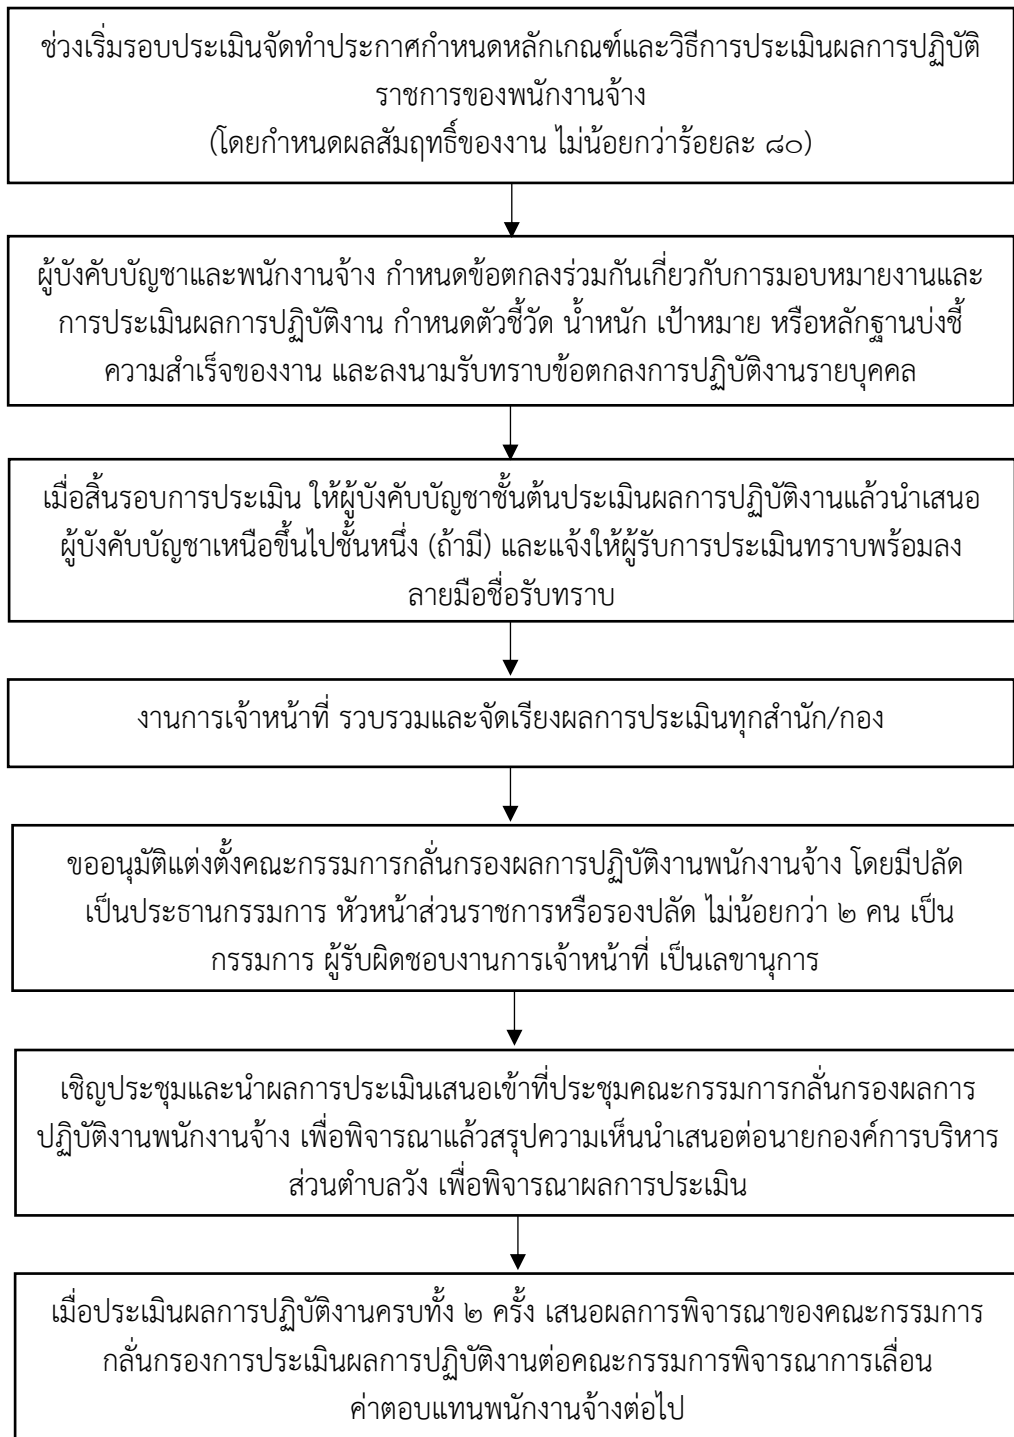 ช่วงเริ่มรอบประเมินจัดทำประกาศกำหนดหลักเกณฑ์และวิธีการประเมินผลการปฏิบัติ
ราชการของพนักงานจ้าง
(โดยกำหนดผลสัมฤทธิ์ของงาน ไม่น้อยกว่าร้อยละ ๘๐)
ผู้บังคับบัญชาและพนักงานจ้าง กำหนดข้อตกลงร่วมกันเกี่ยวกับการมอบหมายงานและ
การประเมินผลการปฏิบัติงาน กำหนดตัวชี้วัด น้ำหนัก เป้าหมาย หรือหลักฐานบ่งชี้
ความสำเร็จของงาน และลงนามรับทราบข้อตกลงการปฏิบัติงานรายบุคคล
เมื่อสิ้นรอบการประเมิน ให้ผู้บังคับบัญชาชั้นต้นประเมินผลการปฏิบัติงานแล้วนำเสนอ
ผู้บังคับบัญชาเหนือขึ้นไปชั้นหนึ่ง (ถ้ามี) และแจ้งให้ผู้รับการประเมินทราบพร้อมลง
ลายมือชื่อรับทราบ
งานการเจ้าหน้าที่ รวบรวมและจัดเรียงผลการประเมินทุกสำนัก/กอง
ขออนุมัติแต่งตั้งคณะกรรมการกลั่นกรองผลการปฏิบัติงานพนักงานจ้าง โดยมีปลัด
เป็นประธานกรรมการ หัวหน้าส่วนราชการหรือรองปลัด ไม่น้อยกว่า ๒ คน เป็น
กรรมการ ผู้รับผิดชอบงานการเจ้าหน้าที่ เป็นเลขานุการ
เชิญประชุมและนำผลการประเมินเสนอเข้าที่ประชุมคณะกรรมการกลั่นกรองผลการ
ปฏิบัติงานพนักงานจ้าง เพื่อพิจารณาแล้วสรุปความเห็นนำเสนอต่อนายกองค์การบริหาร
ส่วนตำบลวัง เพื่อพิจารณาผลการประเมิน
เมื่อประเมินผลการปฏิบัติงานครบทั้ง ๒ ครั้ง เสนอผลการพิจารณาของคณะกรรมการ
กลั่นกรองการประเมินผลการปฏิบัติงานต่อคณะกรรมการพิจารณาการเลื่อน
ค่าตอบแทนพนักงานจ้างต่อไป